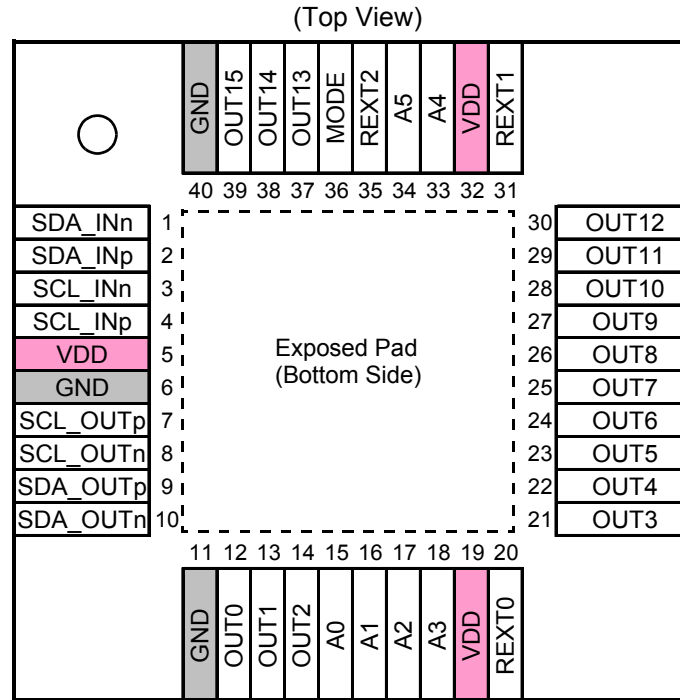 (Top View)
GND OUT15 OUT14 OUT13 MODE REXT2 A5 A4 VDD REXT1
40 39 38 37 36 35 34 33 32 31
SDA_INn 1 30 OUT12
SDA_INp 2 29 OUT11
SCL_INn 3 28 OUT10
SCL_INp 4 27 OUT9
VDD 5 Exposed Pad 26 OUT8
GND 6 (Bottom Side) 25 OUT7
SCL_OUTp 7 24 OUT6
SCL_OUTn 8 23 OUT5
SDA_OUTp 9 22 OUT4
SDA_OUTn 10 21 OUT3
11 12 13 14 15 16 17 18 19 20
GND OUT0 OUT1 OUT2 A0 A1 A2 A3 VDD REXT0